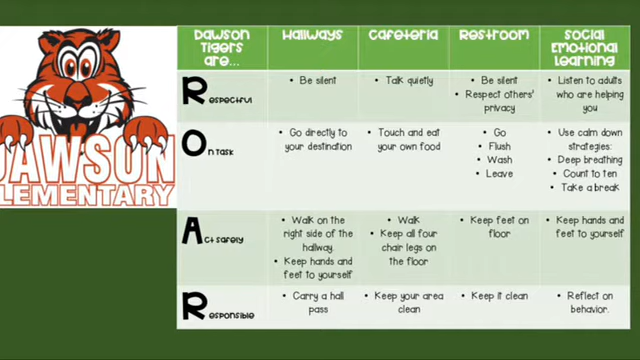 DAWSON
ELEMENTARY
Dawson
Tigers
are...
Hallways
Cafeteria
Restroom
Social
Emotional
Learning
Respectful
• Be silent
• Talk quietly
• Be silent
• Respect others'
privacy
• Listen to adults
who are helping
you
On Task
• Go directly to
your destination
• Touch and eat
your own food
• Go
• Flush
• Wash
• Leave
• Use calm down
strategies:
• Deep breathing
• Count to ten
• Take a break
Act safely
• Walk on the
right side of the
hallway.
• Keep hands and
feet to yourself
• Walk
• Keep all four
chair legs on
the floor
• Keep feet on
floor
• Keep hands and
feet to yourself
Responsible
• Carry a hall
pass
• Keep your area
clean
• Keep it clean
• Reflect on
behavior.